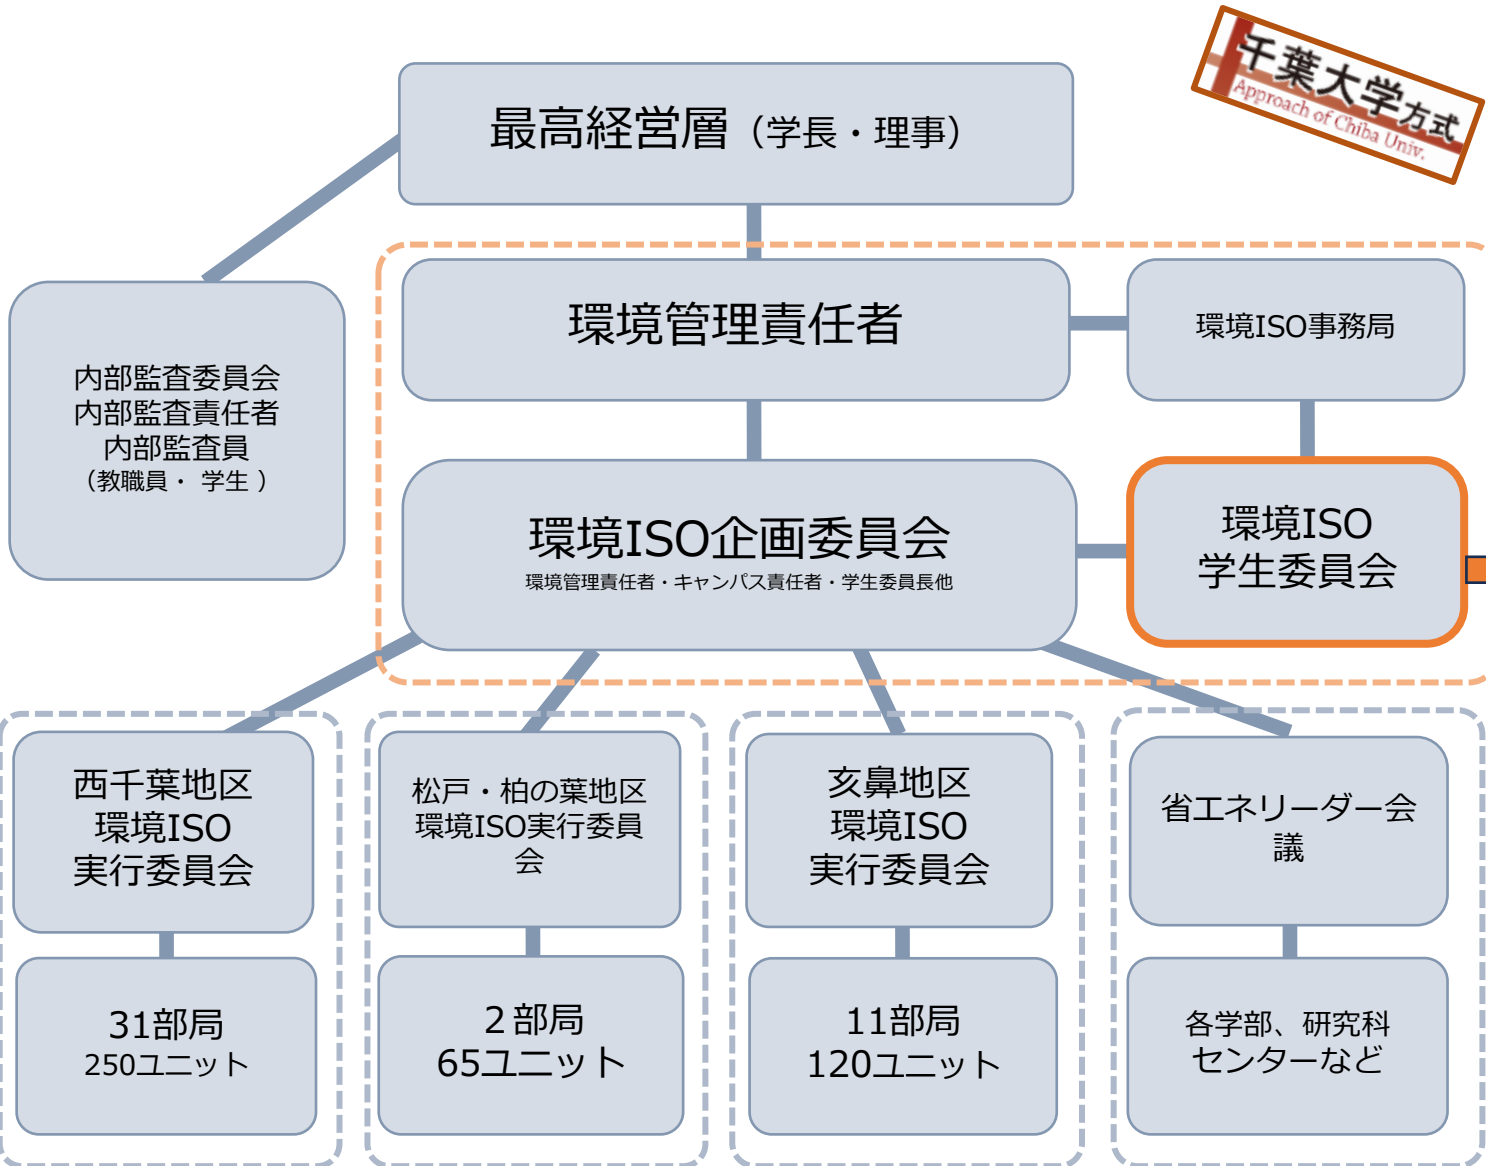 千葉大学方式
Approach of Chiba Univ.
最高経営層（学長・理事）
環境管理責任者
環境ISO事務局
内部監査委員会
内部監査責任者
内部監査員
（教職員・ 学生 ）
環境ISO企画委員会
環境管理責任者・キャンパス責任者・学生委員長他
環境ISO
学生委員会
西千葉地区
環境ISO
実行委員会
松戸・柏の葉地区
環境ISO実行委員
会
亥鼻地区
環境ISO
実行委員会
省エネリーダー会
議
31部局
250ユニット
２部局
65ユニット
11部局
120ユニット
各学部、研究科
センターなど